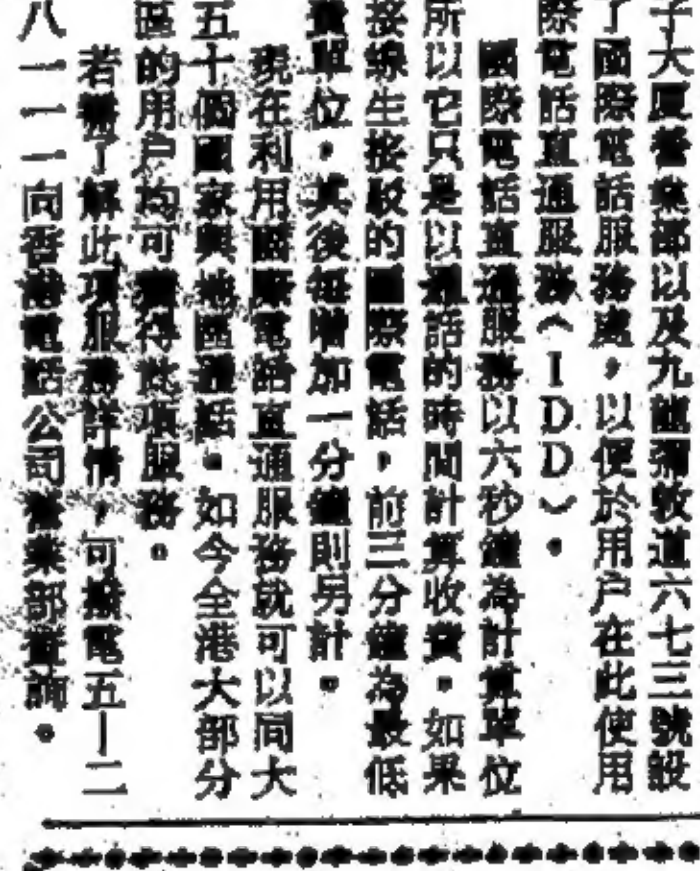 子大廈營業部以及九龍彌敦道六七三號設
了國際電話服務處，以便於用户在此使用
際電話直通服務（IDD）。
國際電話直通服務以六秒鐘為計算單位
所以它只是以通話的時間計算收費。如果
接線生接駁的國際電話，前三分鐘為最低
費單位，其後每增加一分鐘則另計。
現在利用國際電話直通服務就可以同大
五十個國家與地區通話。如今全港大部分
區的用户均可獲得此項服務。
若需了解此項服務詳情，可撥電五—二
八一一一向香港電話公司營業部查詢。